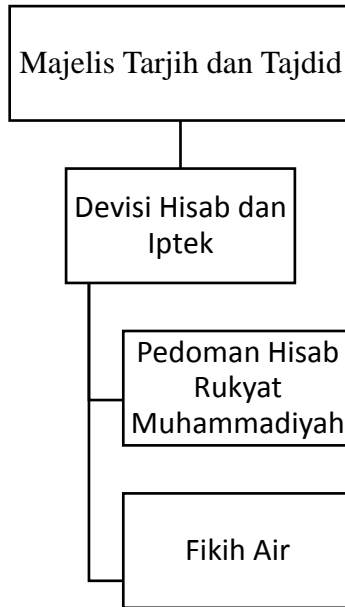 Majelis Tarjih dan Tajdid
Devisi Hisab dan
Iptek
Pedoman Hisab
Rukyat
Muhammadiyah
Fikih Air